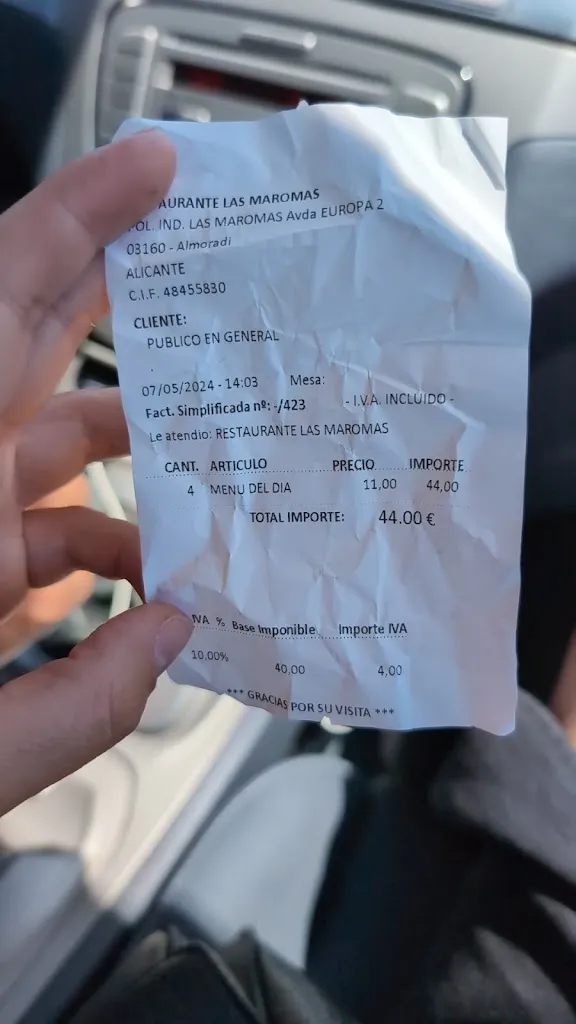 AURANTE LAS MAROMAS
POL. IND. LAS MAROMAS Avda EUROPA 2
03160 - Almoradi
ALICANTE
C.I.F. 48455830
CLIENTE:
PUBLICO EN GENERAL
.
07/05/2024 - 14:03 Mesa:
Fact. Simplificada nº: -/423 - I.V.A. INCLUIDO -
Le atendio: RESTAURANTE LAS MAROMAS
CANT. ARTICULO PRECIO IMPORTE
4 MENU DEL DIA 11,00 44,00
TOTAL IMPORTE: 44.00 €
IVA % Base Imponible Importe IVA
10,00% 40,00 4,00
*** GRACIAS POR SU VISITA ***